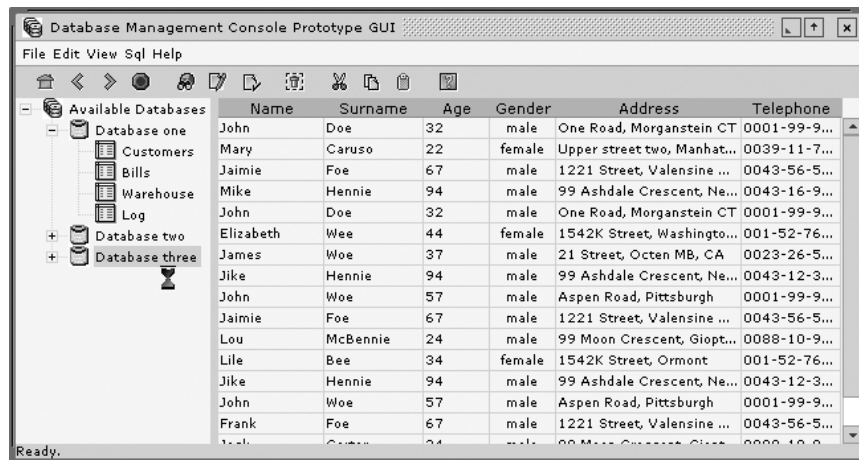 Database Management Console Prototype GUI
File Edit View Sql Help
Available Databases
Database one
Customers
Bills
Warehouse
Log
Database two
Database three
Name Surname Age Gender Address Telephone
John Doe 32 male One Road, Morganstein CT 0001-99-9...
Mary Caruso 22 female Upper street two, Manhat... 0039-11-7...
Jaimie Foe 67 male 1221 Street, Valensine ... 0043-56-5...
Mike Hennie 94 male 99 Ashdale Crescent, Ne... 0043-16-9...
John Doe 32 male One Road, Morganstein CT 0001-99-9...
Elizabeth Wee 44 female 1542K Street, Washingto... 001-52-76...
James Woe 37 male 21 Street, Octen MB, CA 0023-26-5...
Jike Hennie 94 male 99 Ashdale Crescent, Ne... 0043-12-3...
John Woe 57 male Aspen Road, Pittsburgh 0001-99-9...
Jaimie Foe 67 male 1221 Street, Valensine ... 0043-56-5...
Lou McBennie 24 male 99 Moon Crescent, Giopt... 0088-10-9...
Lile Bee 34 female 1542K Street, Ormont 001-52-76...
Jike Hennie 94 male 99 Ashdale Crescent, Ne... 0043-12-3...
John Woe 57 male Aspen Road, Pittsburgh 0001-99-9...
Frank Foe 67 male 1221 Street, Valensine ... 0043-56-5...
Ready.